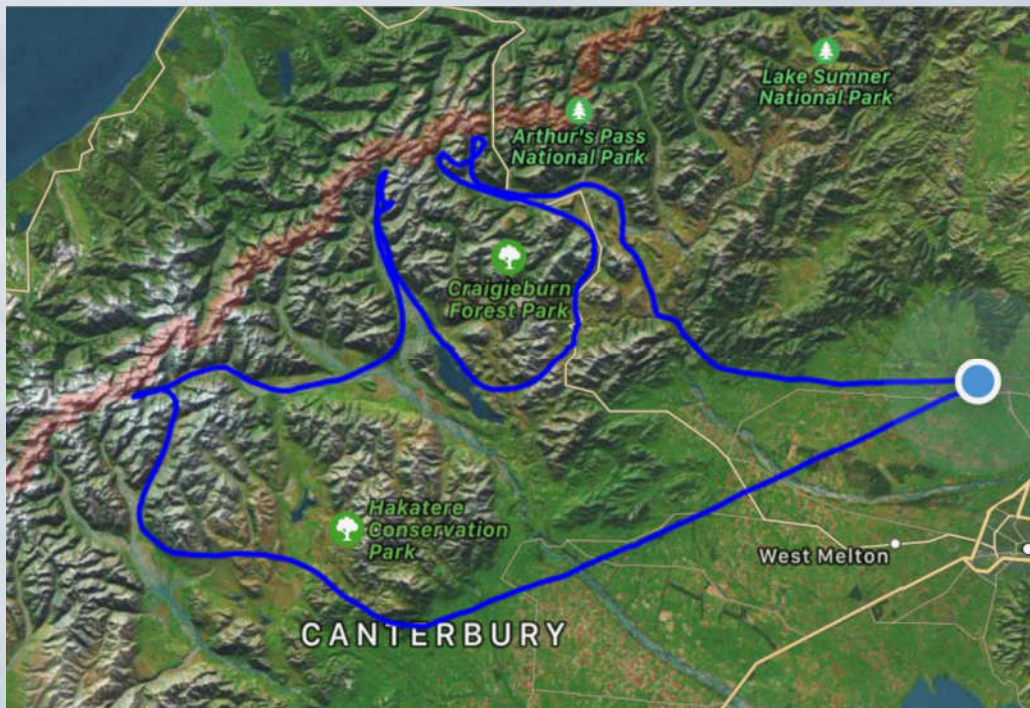 Lake Sumner
National Park
Arthur's Pass
National Park
Craigieburn
Forest Park
Hakatere
Conservation
Park
West Melton
CANTERBURY